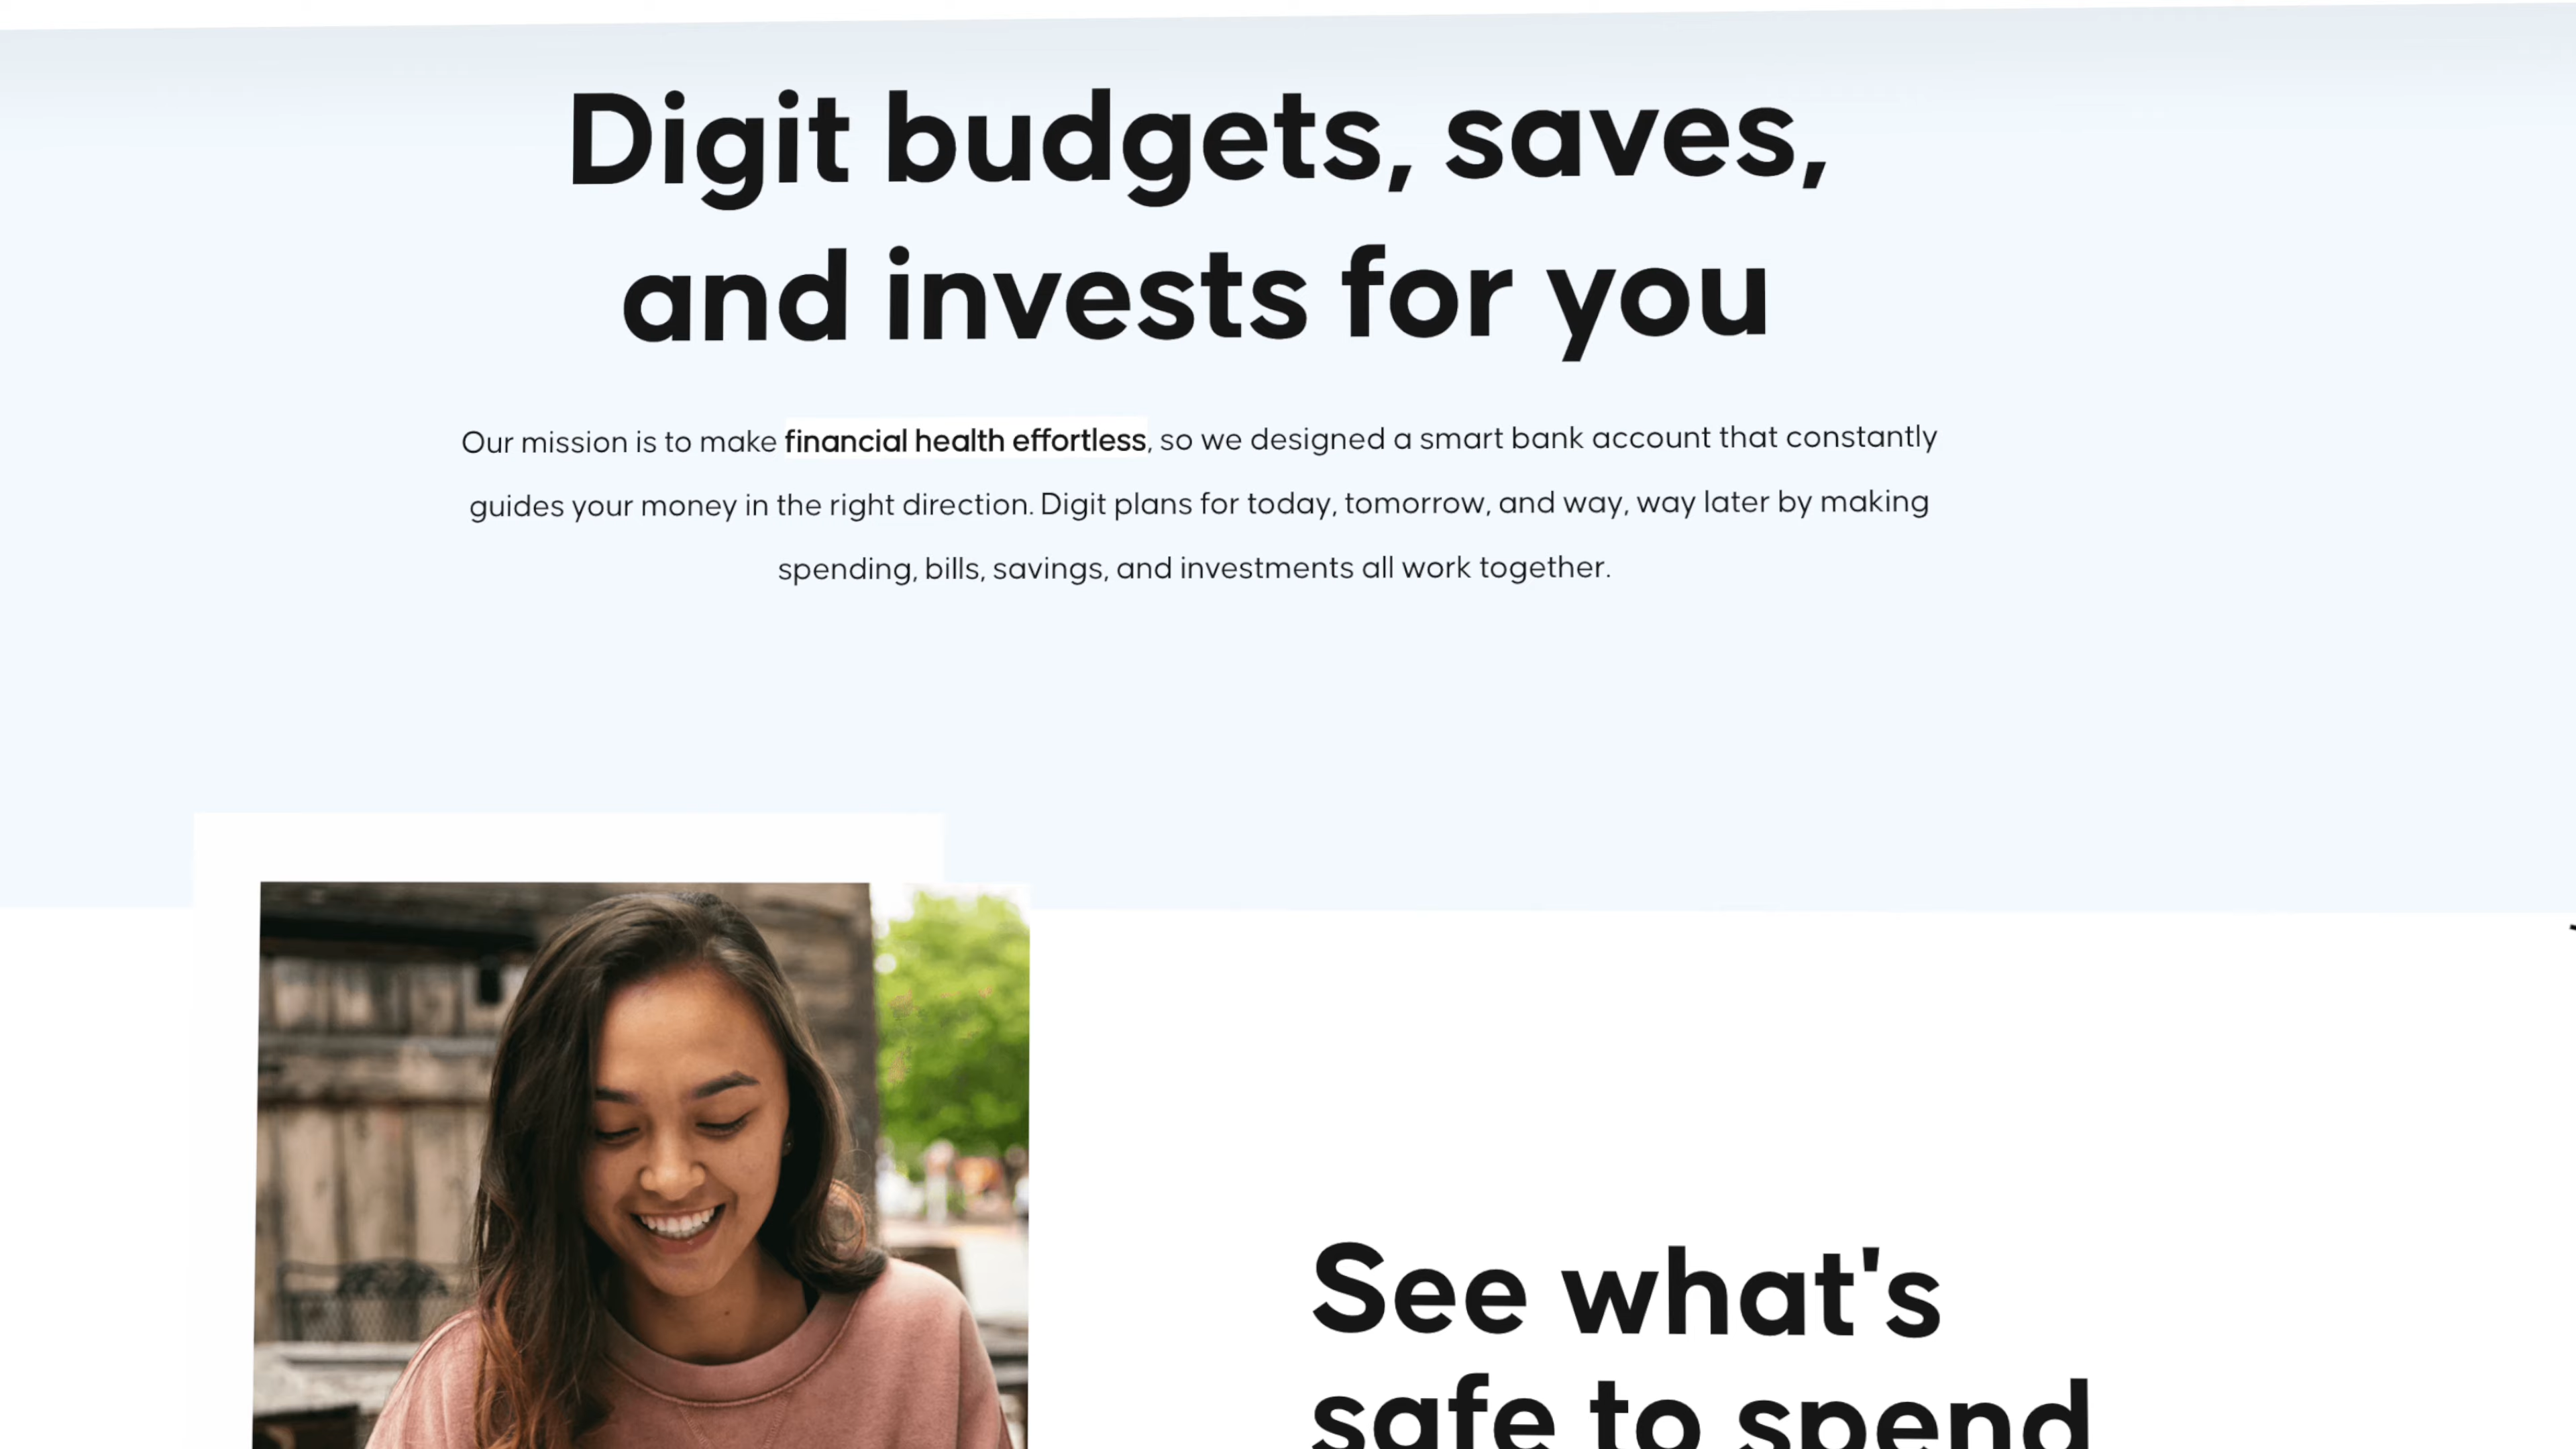 Digit budgets, saves,
and invests for you
Our mission is to make financial health effortless, so we designed a smart bank account that constantly
guides your money in the right direction. Digit plans for today, tomorrow, and way, way later by making
spending, bills, savings, and investments all work together.
See what's
safe to spend